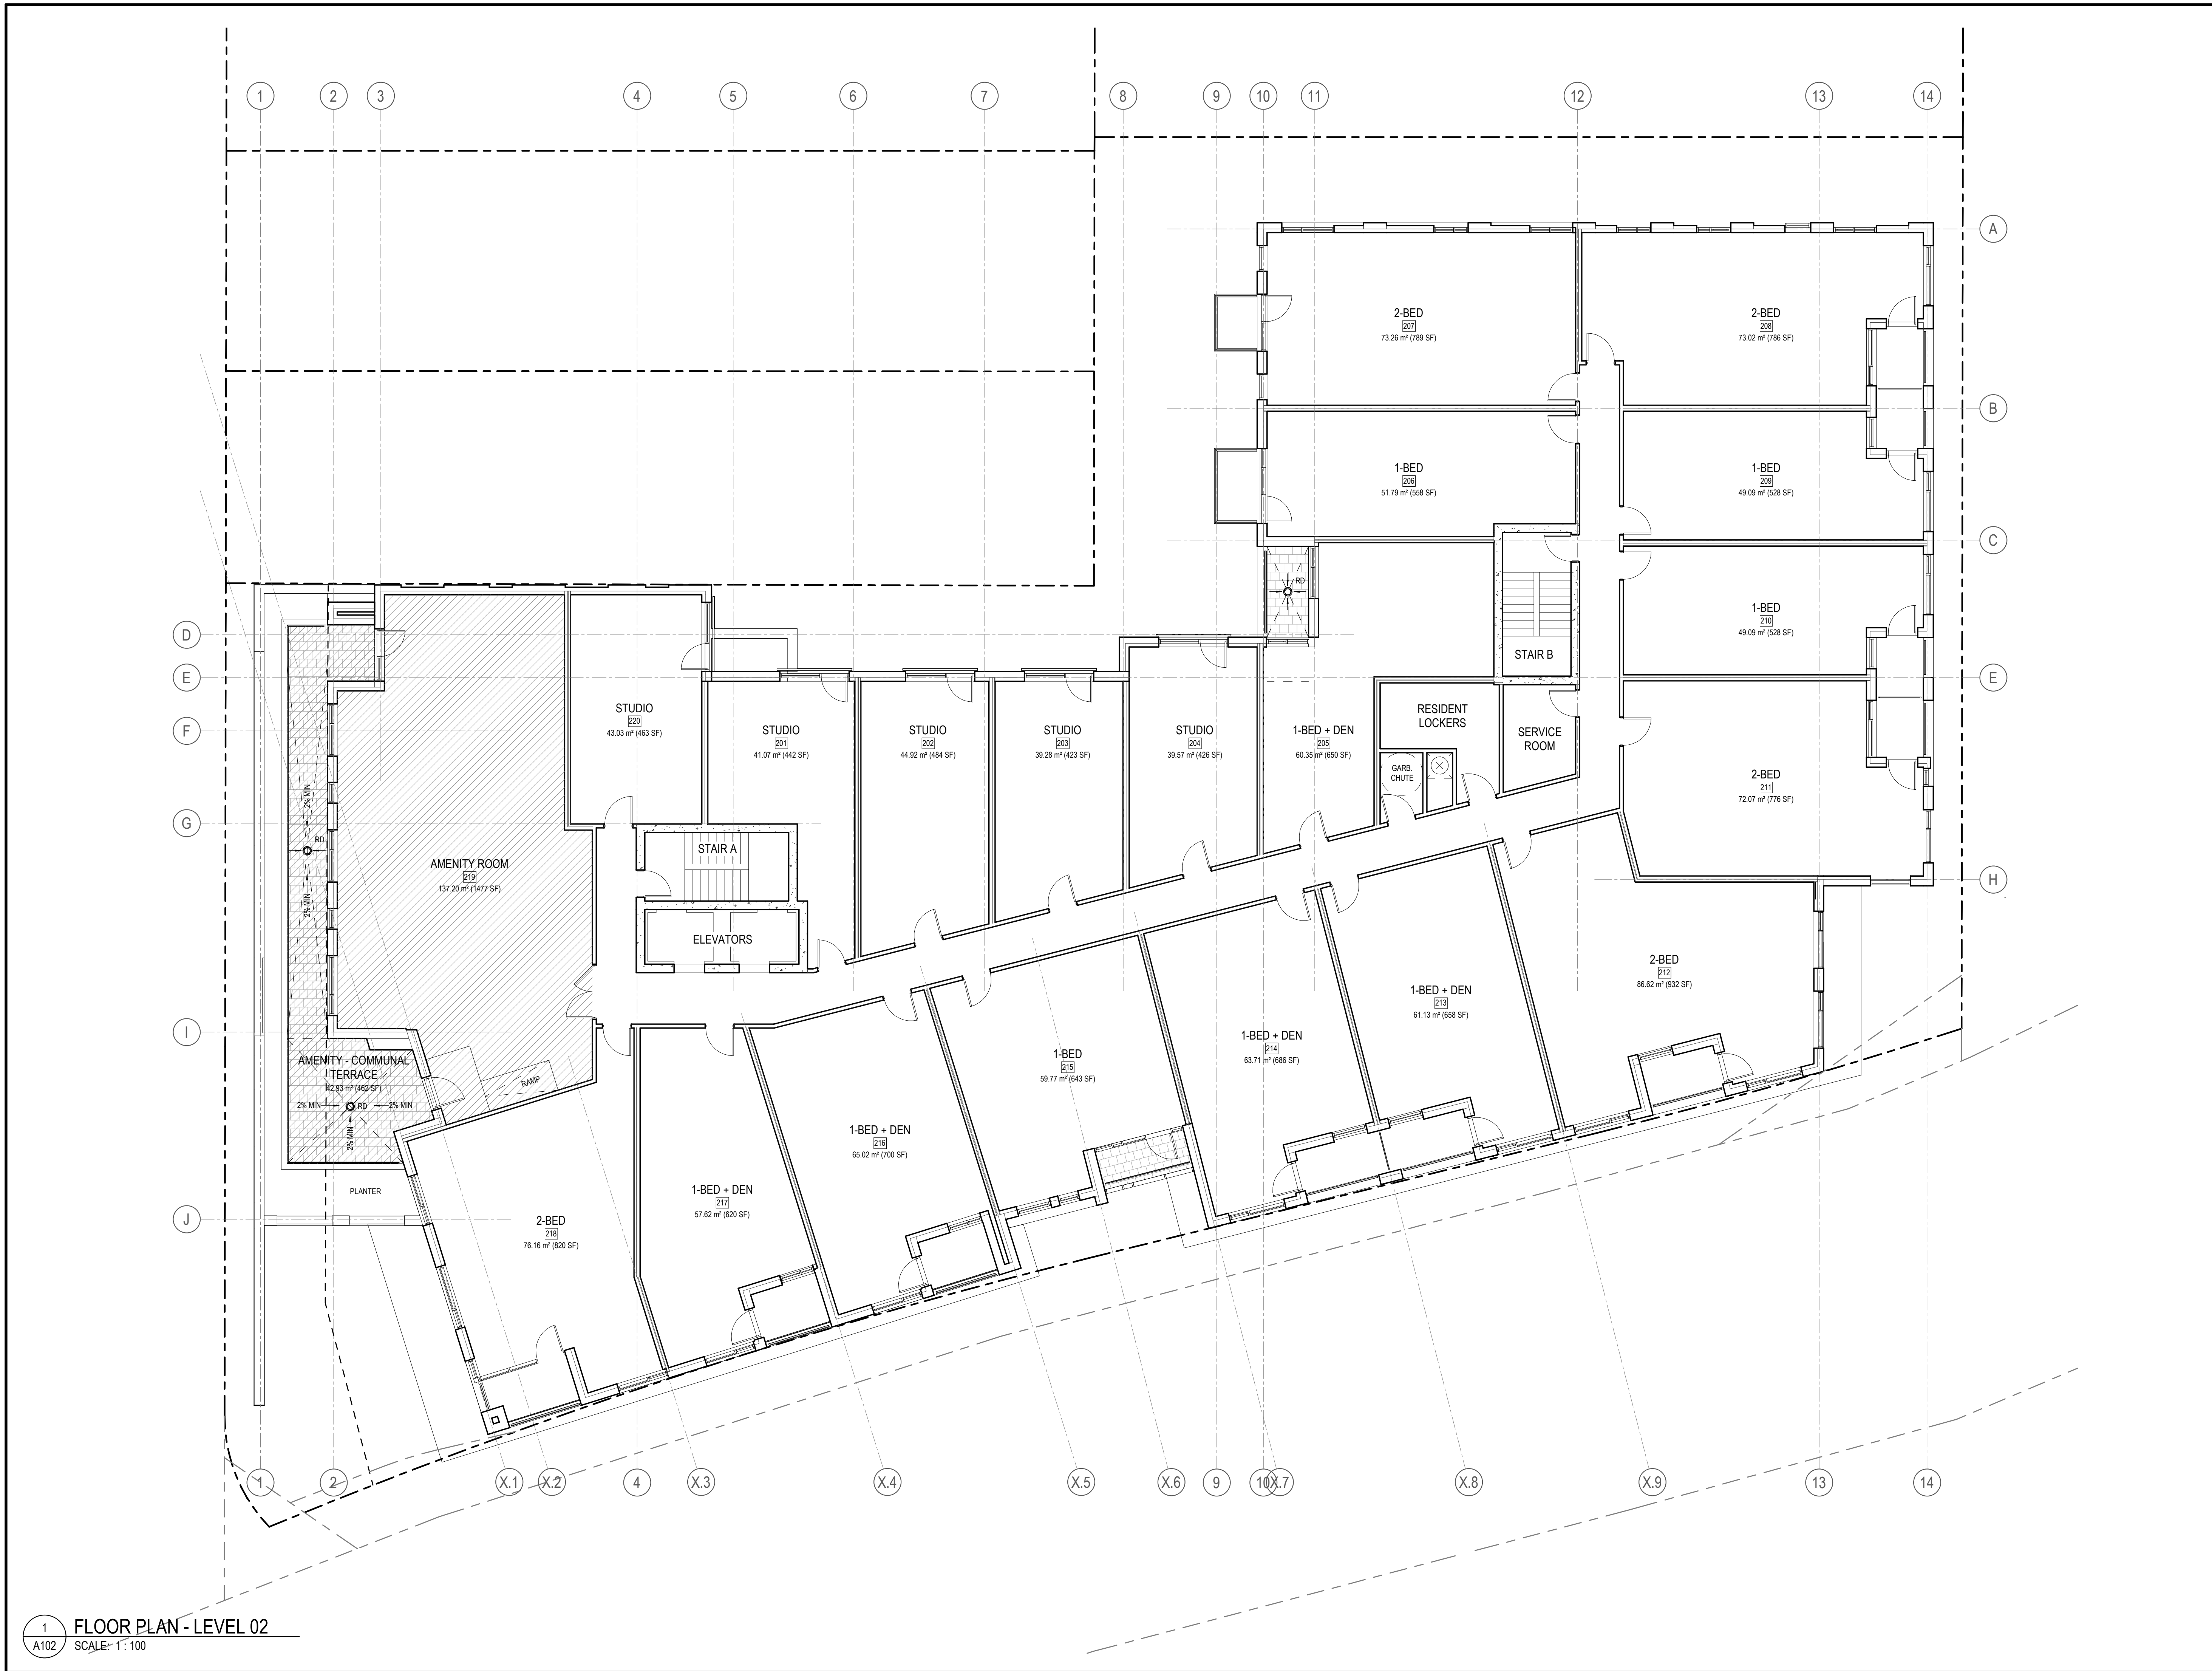 1
2
3
4
5
6
7
8
9
10
11
12
13
14
A
B
C
D
E
F
G
I
J
E
H
2-BED
207
73.26 m² (789 SF)
2-BED
208
73.02 m² (786 SF)
1-BED
206
51.79 m² (558 SF)
1-BED
209
49.09 m² (528 SF)
RD
1-BED
210
49.09 m² (528 SF)
STAIR B
STUDIO
220
43.03 m² (463 SF)
STUDIO
201
41.07 m² (442 SF)
STUDIO
202
44.92 m² (484 SF)
STUDIO
203
39.28 m² (423 SF)
STUDIO
204
39.57 m² (426 SF)
1-BED + DEN
205
60.35 m² (650 SF)
RESIDENT
LOCKERS
SERVICE
ROOM
GARB.
CHUTE
2-BED
211
72.07 m² (776 SF)
2% MIN
RD
2% MIN
AMENITY ROOM
219
137.20 m² (1477 SF)
STAIR A
ELEVATORS
2-BED
212
86.62 m² (932 SF)
1-BED + DEN
213
61.13 m² (658 SF)
1-BED + DEN
214
63.71 m² (686 SF)
1-BED
215
59.77 m² (643 SF)
AMENITY - COMMUNAL
TERRACE
42.93 m² (462 SF)
2% MIN
RD
2% MIN
2% MIN
RAMP
1-BED + DEN
216
65.02 m² (700 SF)
1-BED + DEN
217
57.62 m² (620 SF)
PLANTER
2-BED
218
76.16 m² (820 SF)
1
2
X.1
X.2
4
X.3
X.4
X.5
X.6
9
10
X.7
X.8
X.9
13
14
1
A102
FLOOR PLAN - LEVEL 02
SCALE: 1 : 100